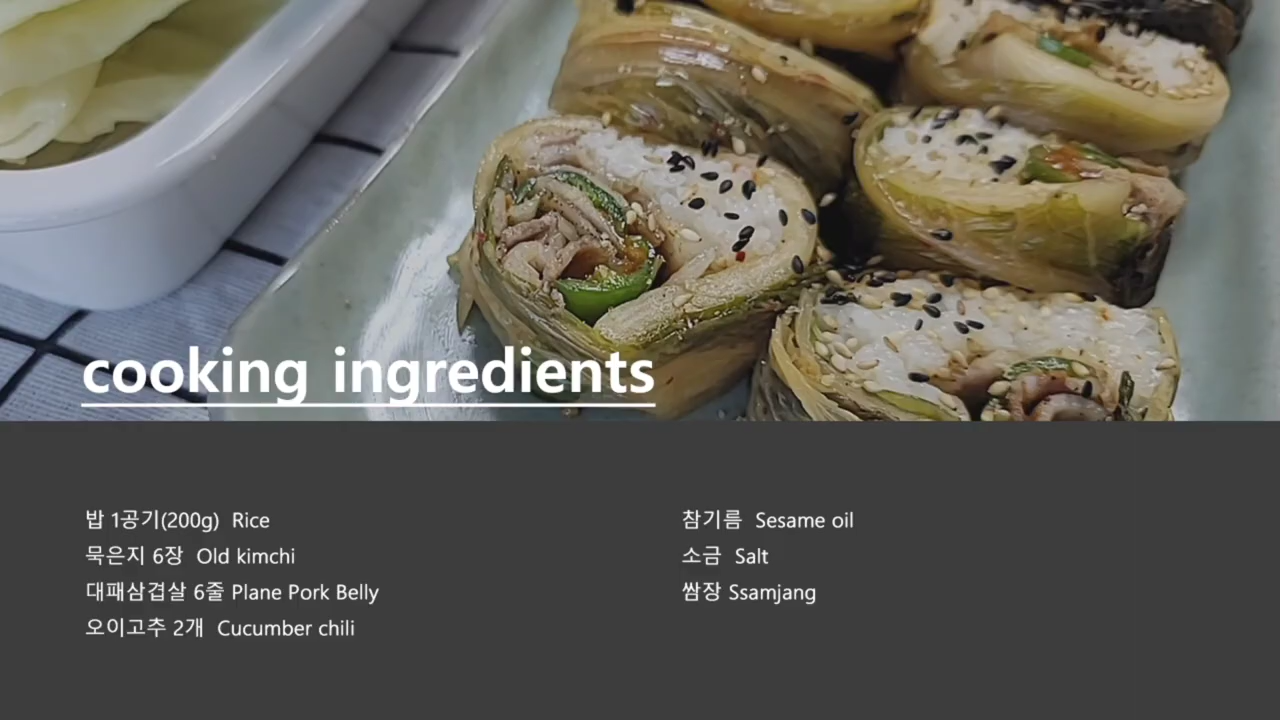 cooking ingredients
밥 1공기(200g) Rice
묵은지 6장 Old kimchi
대패삼겹살 6줄 Plane Pork Belly
오이고추 2개 Cucumber chili
참기름 Sesame oil
소금 Salt
쌈장 Ssamjang